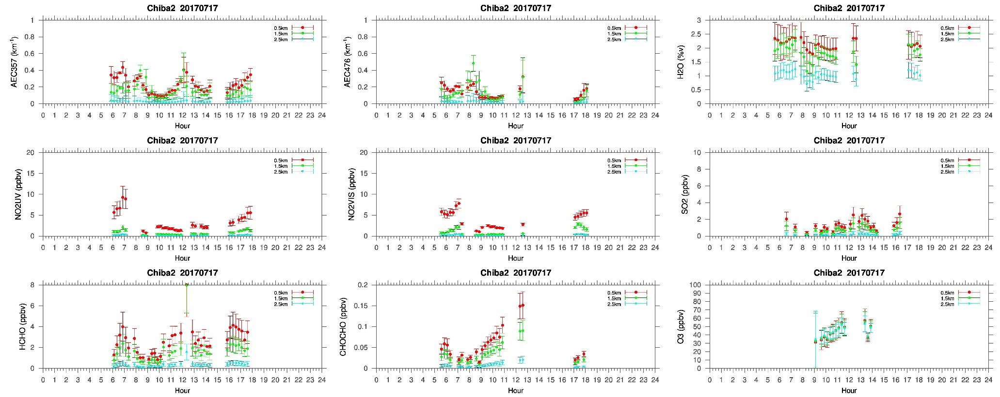 Chiba2 20170717
AEC357 (km-1)
1
0.8
0.6
0.4
0.2
0
0.5km
1.5km
2.5km
0 1 2 3 4 5 6 7 8 9 10 11 12 13 14 15 16 17 18 19 20 21 22 23 24
Hour
Chiba2 20170717
AEC476 (km-1)
1
0.8
0.6
0.4
0.2
0
0.5km
1.5km
2.5km
0 1 2 3 4 5 6 7 8 9 10 11 12 13 14 15 16 17 18 19 20 21 22 23 24
Hour
Chiba2 20170717
H2O (%v)
3
2.5
2
1.5
1
0.5
0
0.5km
1.5km
2.5km
0 1 2 3 4 5 6 7 8 9 10 11 12 13 14 15 16 17 18 19 20 21 22 23 24
Hour
Chiba2 20170717
NO2UV (ppbv)
20
15
10
5
0
0.5km
1.5km
2.5km
0 1 2 3 4 5 6 7 8 9 10 11 12 13 14 15 16 17 18 19 20 21 22 23 24
Hour
Chiba2 20170717
NO2VIS (ppbv)
20
15
10
5
0
0.5km
1.5km
2.5km
0 1 2 3 4 5 6 7 8 9 10 11 12 13 14 15 16 17 18 19 20 21 22 23 24
Hour
Chiba2 20170717
SO2 (ppbv)
10
8
6
4
2
0
0.5km
1.5km
2.5km
0 1 2 3 4 5 6 7 8 9 10 11 12 13 14 15 16 17 18 19 20 21 22 23 24
Hour
Chiba2 20170717
HCHO (ppbv)
8
6
4
2
0
0.5km
1.5km
2.5km
0 1 2 3 4 5 6 7 8 9 10 11 12 13 14 15 16 17 18 19 20 21 22 23 24
Hour
Chiba2 20170717
CHOCHO (ppbv)
0.2
0.15
0.1
0.05
0
0.5km
1.5km
2.5km
0 1 2 3 4 5 6 7 8 9 10 11 12 13 14 15 16 17 18 19 20 21 22 23 24
Hour
Chiba2 20170717
O3 (ppbv)
100
90
80
70
60
50
40
30
20
10
0
0.5km
1.5km
2.5km
0 1 2 3 4 5 6 7 8 9 10 11 12 13 14 15 16 17 18 19 20 21 22 23 24
Hour